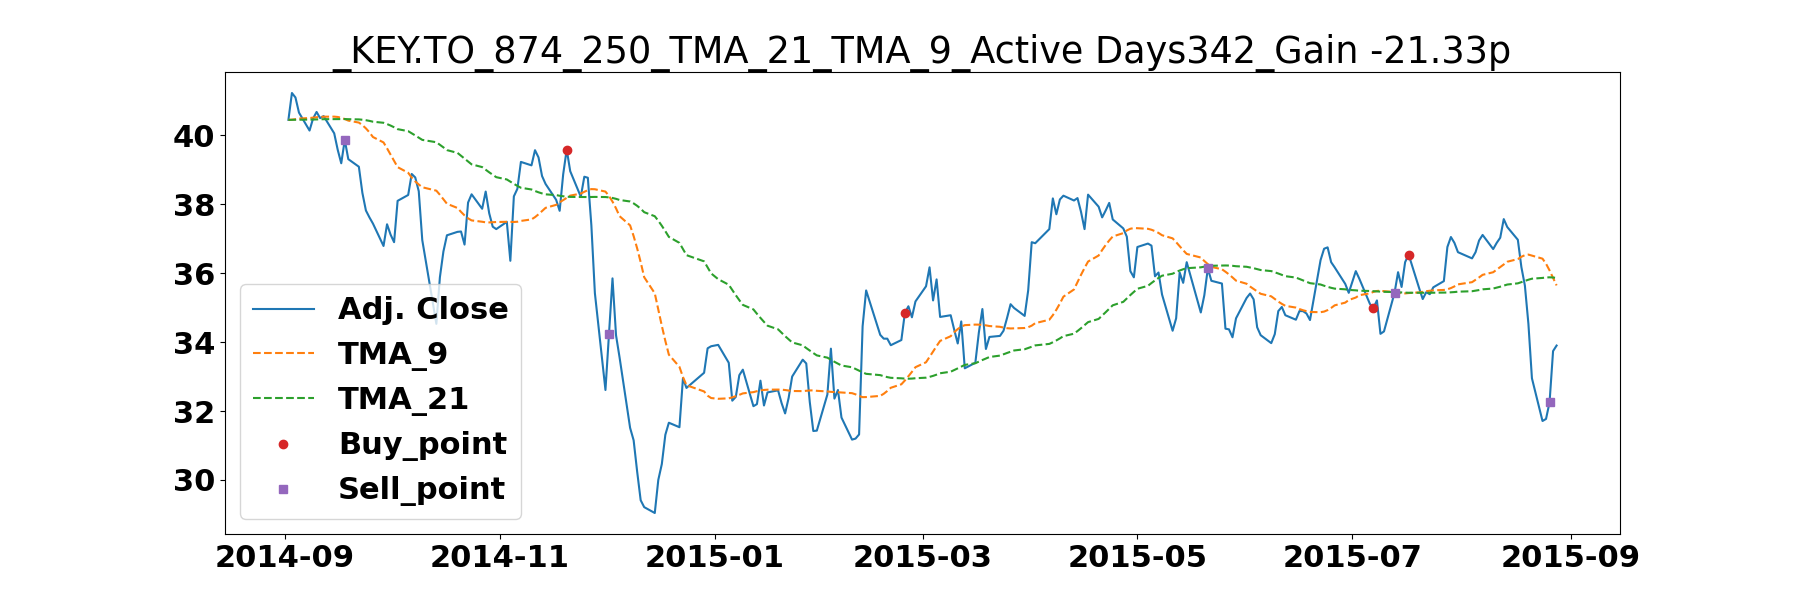 _KEY.TO_874_250_TMA_21_TMA_9_Active Days342_Gain -21.33p
40
38
36
34
32
30
Adj. Close
TMA_9
TMA_21
Buy_point
Sell_point
2014-09 2014-11 2015-01 2015-03 2015-05 2015-07 2015-09